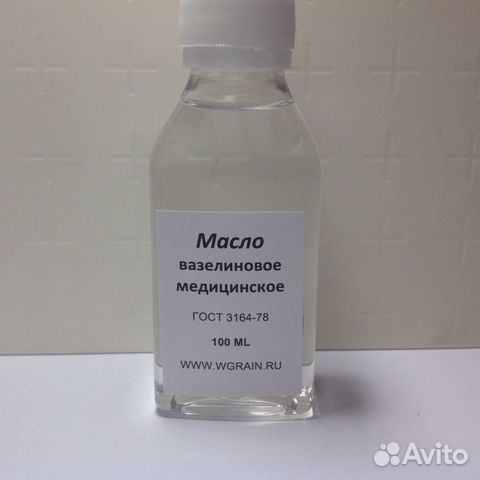 Масло
вазелиновое
медицинское
ГОСТ 3164-78
100 ML
WWW.WGRAIN.RU
Avito